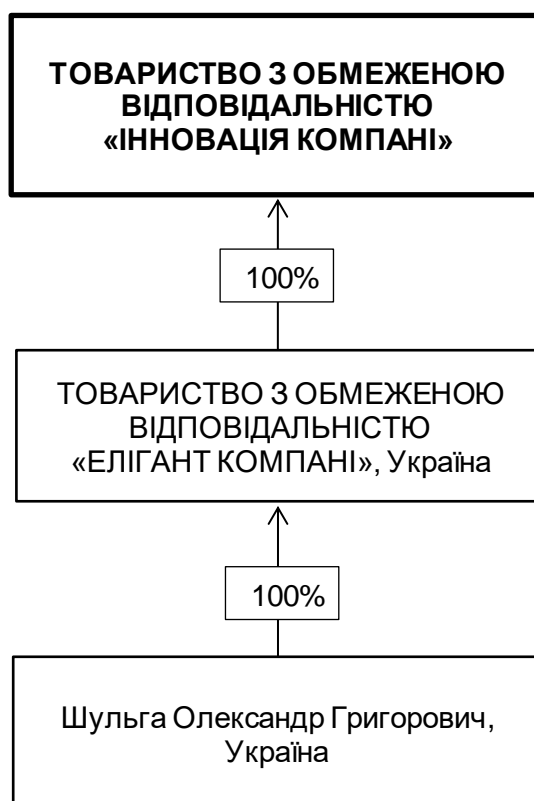 ТОВАРИСТВО З ОБМЕЖЕНОЮ
ВІДПОВІДАЛЬНІСТЮ
«ІННОВАЦІЯ КОМПАНІ»
100%
ТОВАРИСТВО З ОБМЕЖЕНОЮ
ВІДПОВІДАЛЬНІСТЮ
«ЕЛІГАНТ КОМПАНІ», Україна
100%
Шульга Олександр Григорович,
Україна